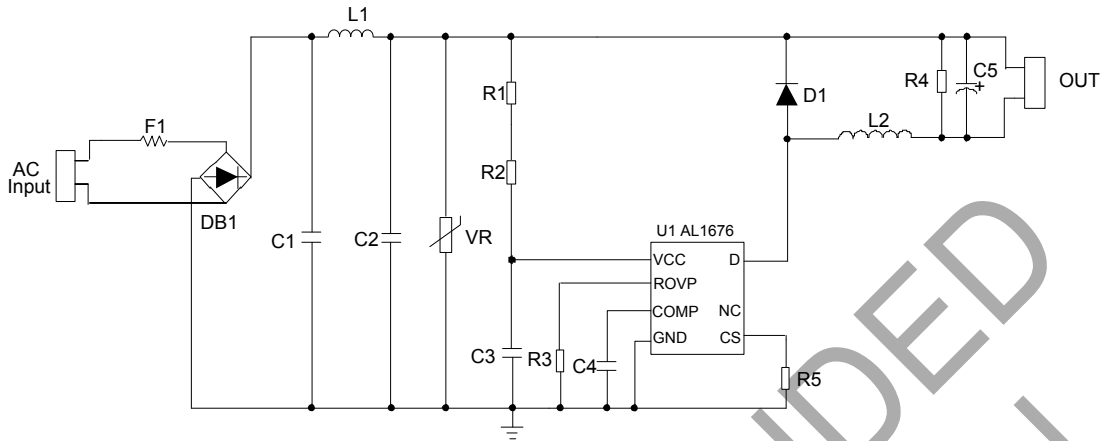 L1
F1
AC
Input
DB1
C1
C2
VR
R1
R2
C3
R3
C4
U1 AL1676
VCC
D
ROVP
COMP
NC
GND
CS
R5
D1
L2
R4
C5
+
OUT